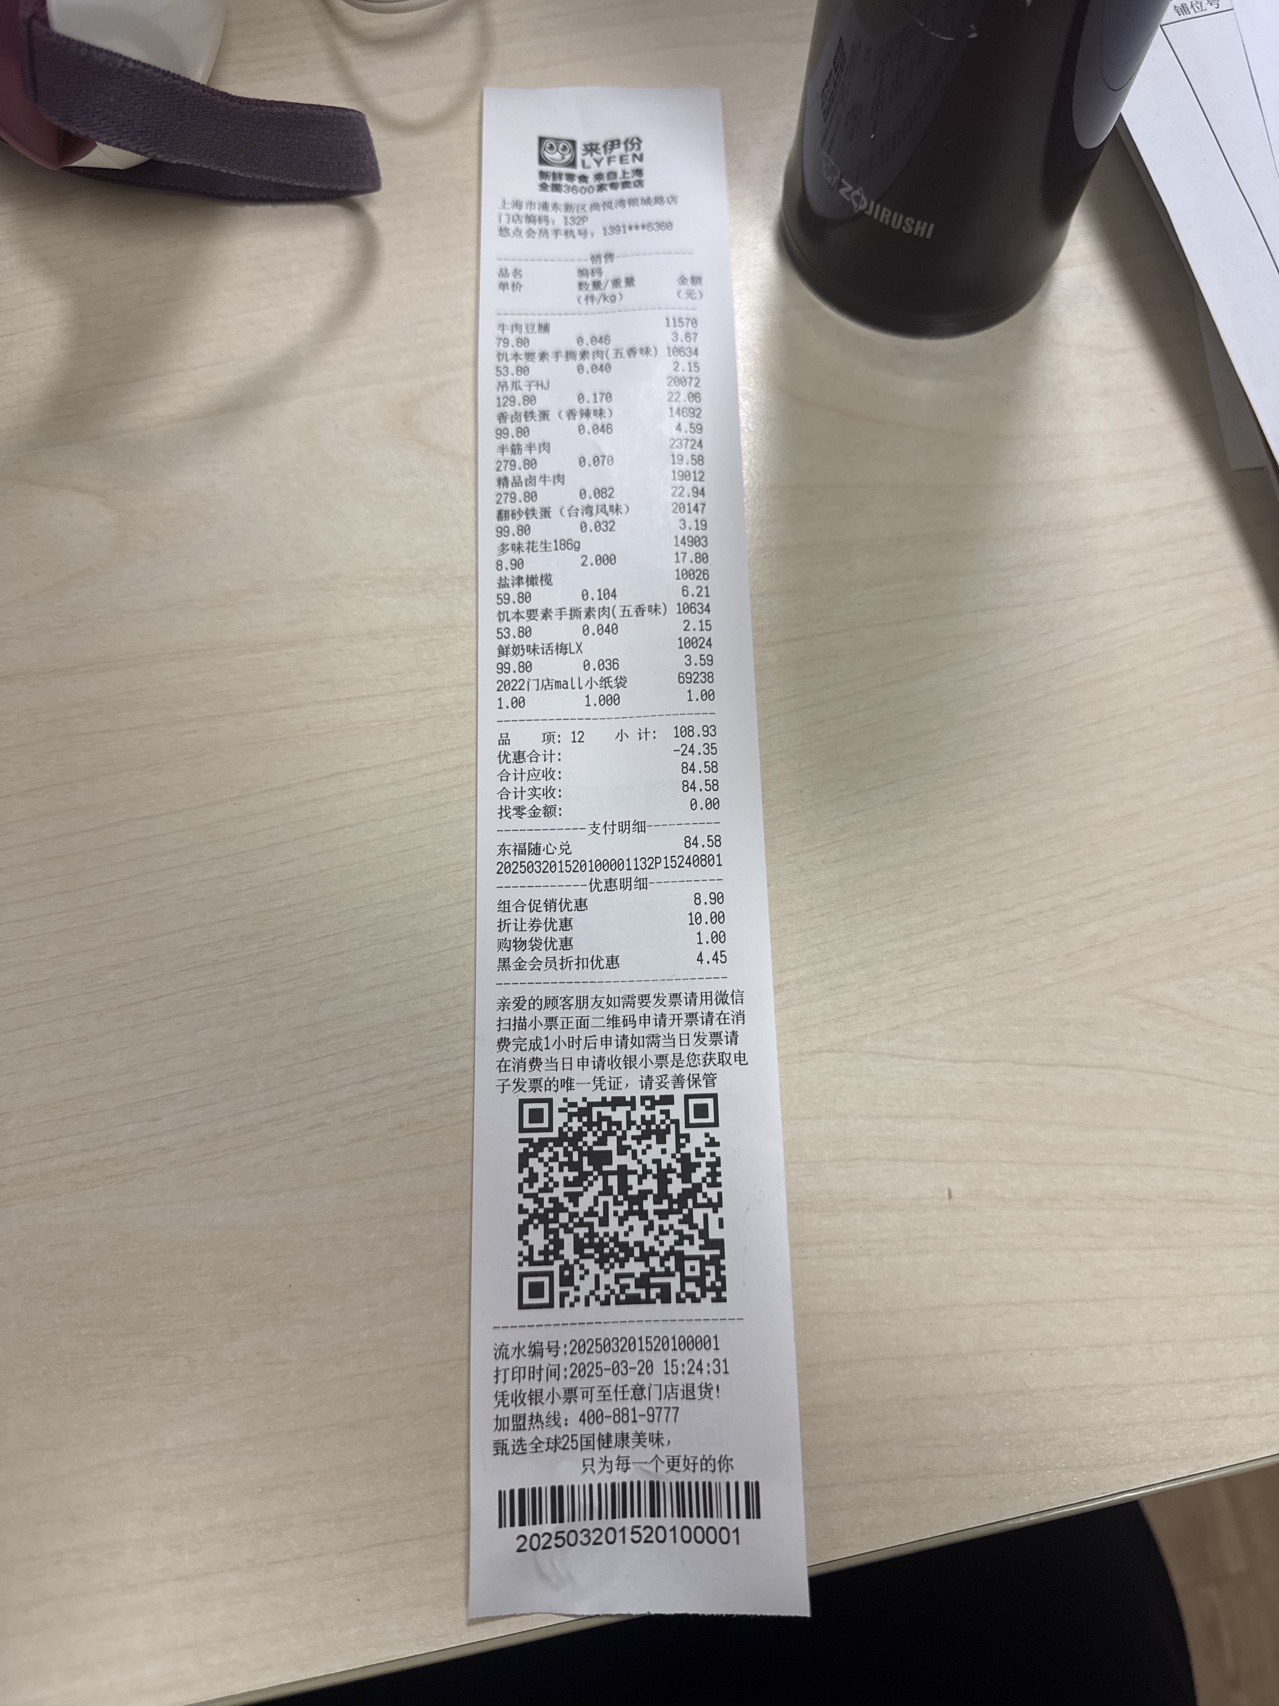 铺位号
ZOJIRUSHI
来伊份
LYFEN
新鲜零食 来自上海
全国3600家专卖店
上海市浦东新区尚悦湾银城路店
门店编码：132P
悠点会员手机号：1391***6360
------------销售------------
品名 编码
单价 数量/重量 金额
(件/kg) (元)
牛肉豆脯 11570
79.80 0.046 3.67
饥本要素手撕素肉(五香味) 10634
53.80 0.040 2.15
吊瓜子HJ 20072
129.80 0.170 22.06
香卤铁蛋（香辣味） 14692
99.80 0.046 4.59
半筋半肉 23724
279.80 0.070 19.58
精品卤牛肉 19012
279.80 0.082 22.94
翻砂铁蛋（台湾风味） 20147
99.80 0.032 3.19
多味花生186g 14903
8.90 2.000 17.80
盐津橄榄 10026
59.80 0.104 6.21
饥本要素手撕素肉(五香味) 10634
53.80 0.040 2.15
鲜奶味话梅LX 10024
99.80 0.036 3.59
2022门店mall小纸袋 69238
1.00 1.000 1.00
品 项: 12 小 计: 108.93
优惠合计: -24.35
合计应收: 84.58
合计实收: 84.58
找零金额: 0.00
------------支付明细----------
东福随心兑 84.58
202503201520100001132P15240801
------------优惠明细----------
组合促销优惠 8.90
折让券优惠 10.00
购物袋优惠 1.00
黑金会员折扣优惠 4.45
亲爱的顾客朋友如需要发票请用微信
扫描小票正面二维码申请开票请在消
费完成1小时后申请如需当日发票请
在消费当日申请收银小票是您获取电
子发票的唯一凭证，请妥善保管
流水编号:202503201520100001
打印时间:2025-03-20 15:24:31
凭收银小票可至任意门店退货!
加盟热线：400-881-9777
甄选全球25国健康美味，
只为每一个更好的你
202503201520100001